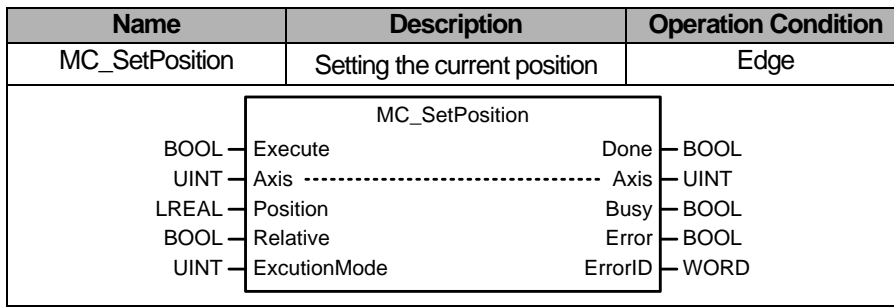 Name Description Operation Condition
MC_SetPosition Setting the current position Edge
MC_SetPosition
BOOL Execute Done BOOL
UINT Axis Axis UINT
LREAL Position Busy BOOL
BOOL Relative Error BOOL
UINT ExcutionMode ErrorID WORD